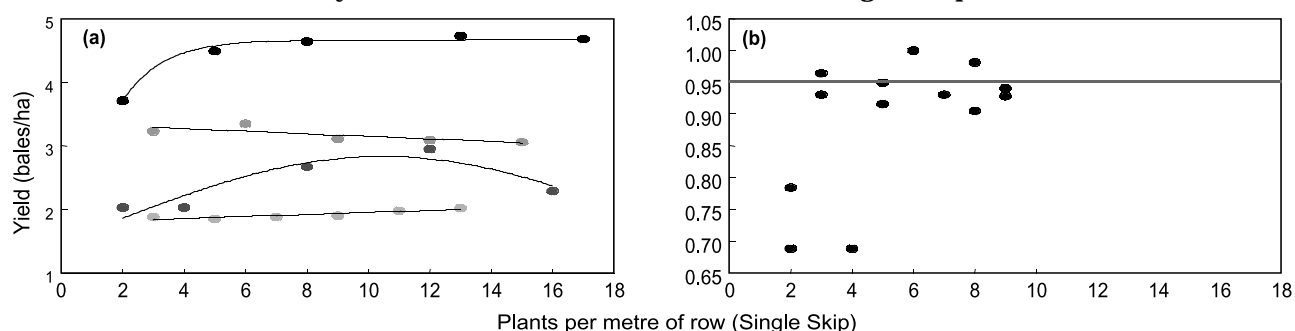 (a)
5
4
3
2
1
Yield (bales/ha)
0 2 4 6 8 10 12 14 16 18
(b)
1.05
1.00
0.95
0.90
0.85
0.80
0.75
0.70
0.65
0 2 4 6 8 10 12 14 16 18
Plants per metre of row (Single Skip)